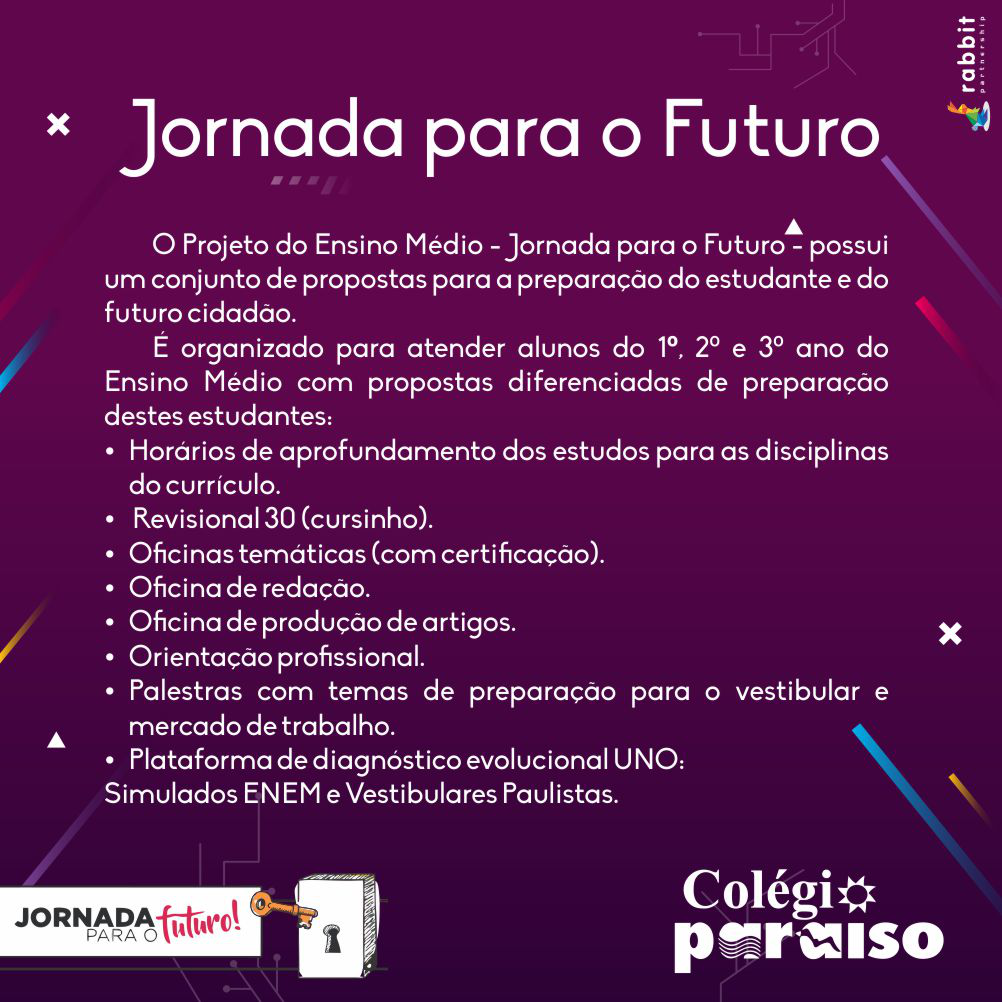 rabbit
partnership
Jornada para o Futuro
O Projeto do Ensino Médio - Jornada para o Futuro - possui
um conjunto de propostas para a preparação do estudante e do
futuro cidadão.
É organizado para atender alunos do 1º, 2º e 3º ano do
Ensino Médio com propostas diferenciadas de preparação
destes estudantes:
• Horários de aprofundamento dos estudos para as disciplinas
do currículo.
• Revisional 30 (cursinho).
• Oficinas temáticas (com certificação).
• Oficina de redação.
• Oficina de produção de artigos.
• Orientação profissional.
• Palestras com temas de preparação para o vestibular e
mercado de trabalho.
• Plataforma de diagnóstico evolucional UNO:
Simulados ENEM e Vestibulares Paulistas.
JORNADA
PARA O futuro!
Colégio
paraiso